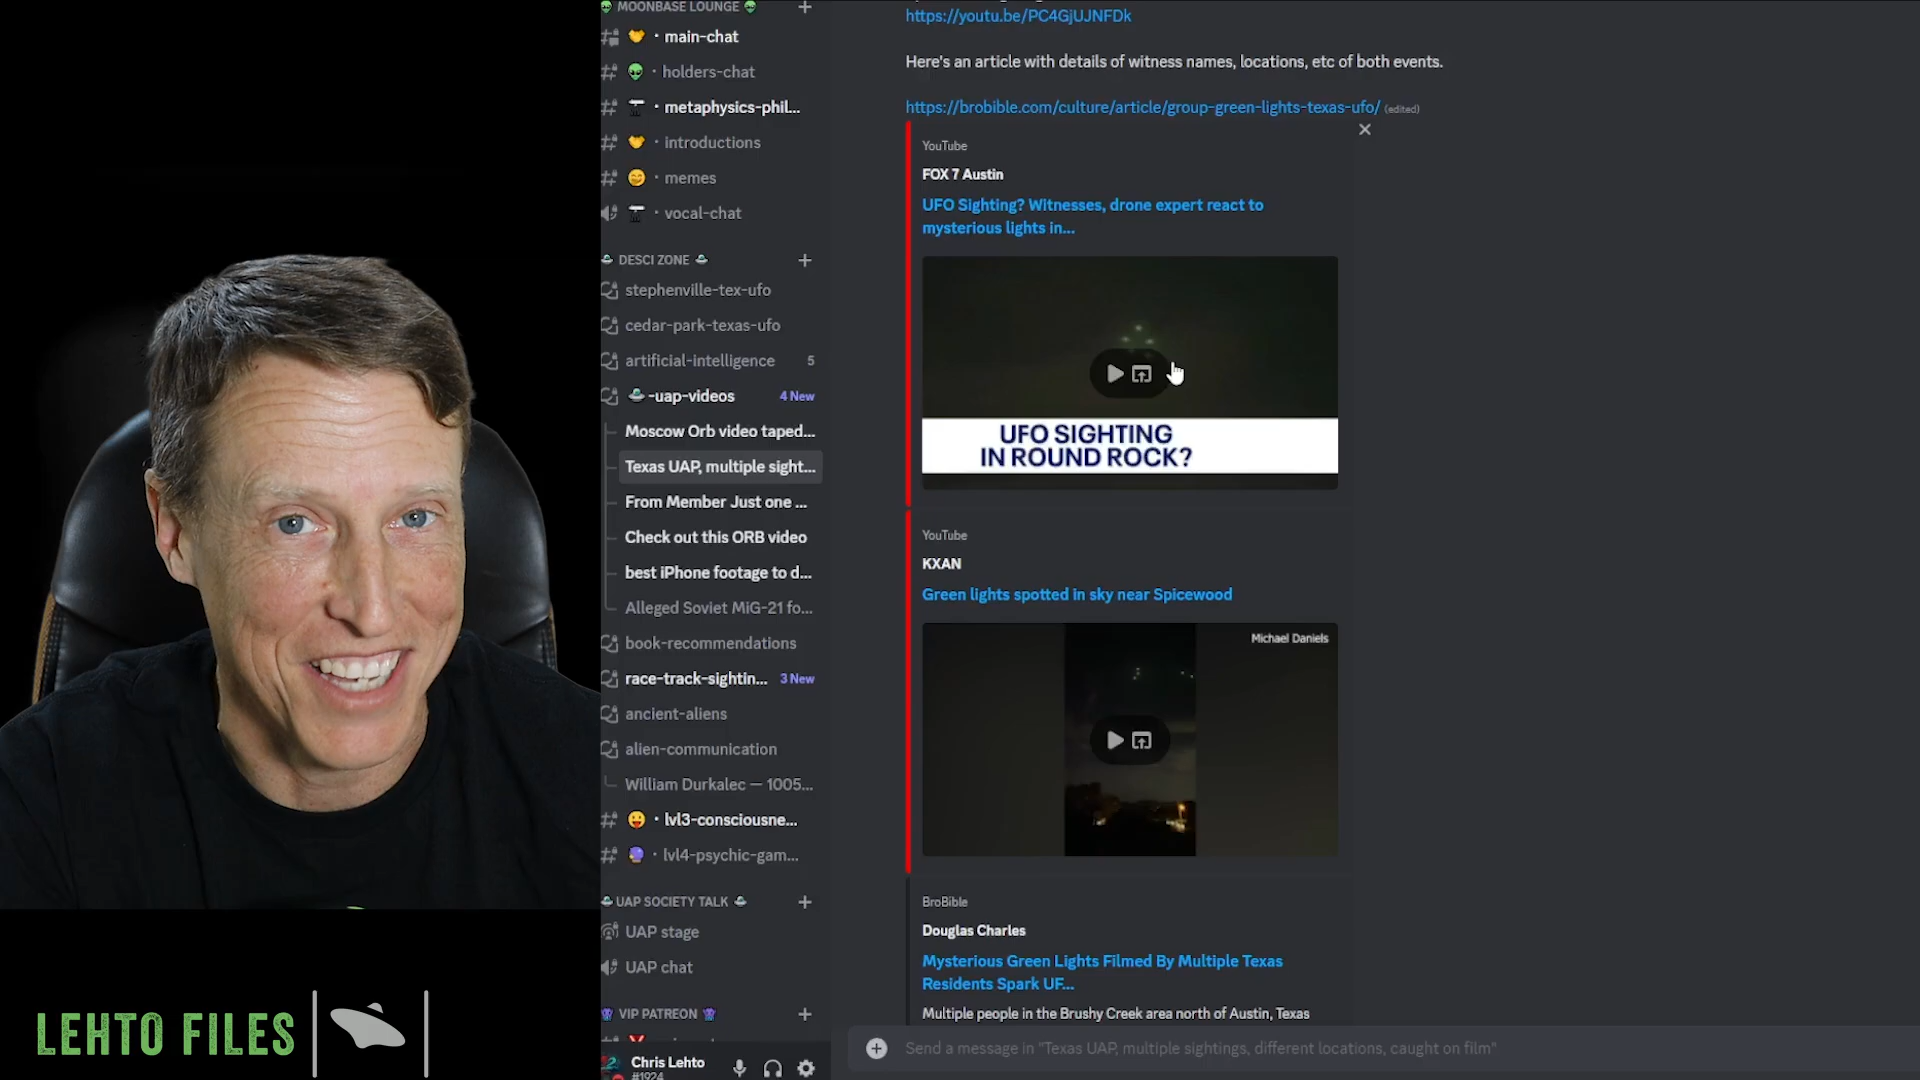 MOONBASE LOUNGE
· main-chat
· holders-chat
· metaphysics-phil...
· introductions
· memes
· vocal-chat
DESCI ZONE
stephenville-tex-ufo
cedar-park-texas-ufo
artificial-intelligence 5
-uap-videos 4 New
Moscow Orb video taped...
Texas UAP, multiple sight...
From Member Just one ...
Check out this ORB video
best iPhone footage to d...
Alleged Soviet MiG-21 fo...
book-recommendations
race-track-sightin... 3 New
ancient-aliens
alien-communication
William Durkalec — 1005...
· lvl3-consciousne...
· lvl4-psychic-gam...
UAP SOCIETY TALK
UAP stage
UAP chat
VIP PATREON
Chris Lehto
#1924
https://youtu.be/PC4GjUJNFDk
Here's an article with details of witness names, locations, etc of both events.
https://brobible.com/culture/article/group-green-lights-texas-ufo/ (edited)
YouTube
FOX 7 Austin
UFO Sighting? Witnesses, drone expert react to
mysterious lights in...
UFO SIGHTING
IN ROUND ROCK?
YouTube
KXAN
Green lights spotted in sky near Spicewood
Michael Daniels
BroBible
Douglas Charles
Mysterious Green Lights Filmed By Multiple Texas
Residents Spark UF...
Multiple people in the Brushy Creek area north of Austin, Texas
Send a message in "Texas UAP, multiple sightings, different locations, caught on film"
LEHTO FILES